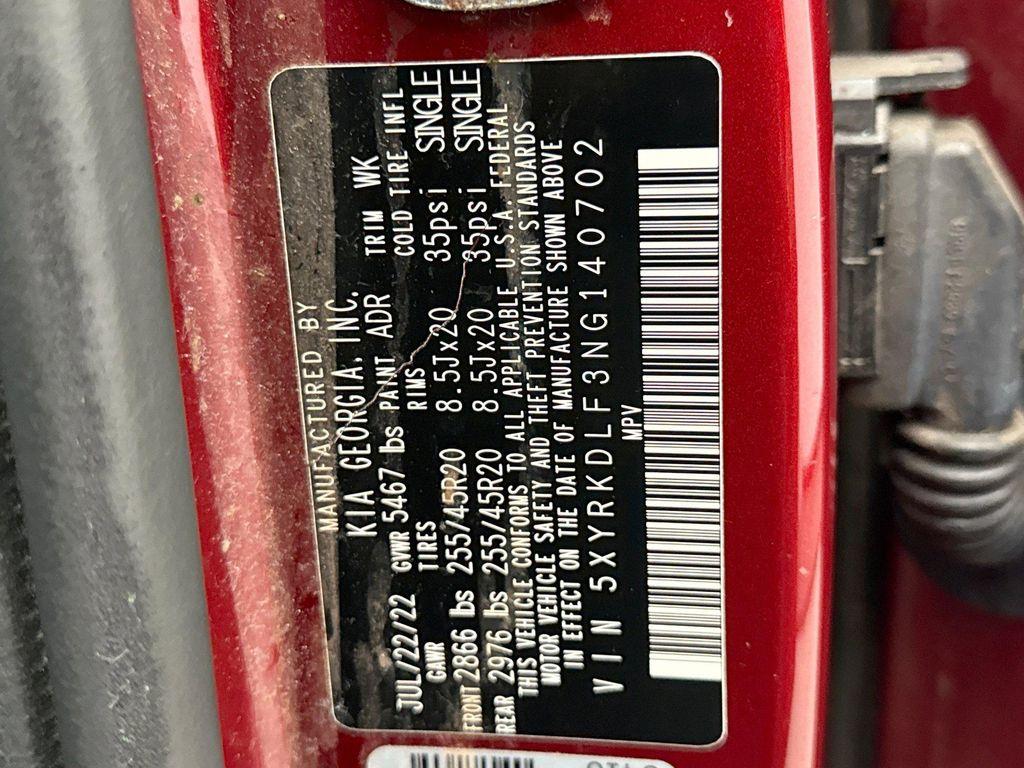 MANUFACTURED BY
KIA GEORGIA, INC.
JUL/22/22 GVWR 5467 lbs PAINT ADR TRIM WK
GAWR TIRES RIMS COLD TIRE INFL
FRONT 2866 lbs 255/45R20 8.5Jx20 35psi SINGLE
REAR 2976 lbs 255/45R20 8.5Jx20 35psi SINGLE
THIS VEHICLE CONFORMS TO ALL APPLICABLE U.S.A. FEDERAL
MOTOR VEHICLE SAFETY AND THEFT PREVENTION STANDARDS
IN EFFECT ON THE DATE OF MANUFACTURE SHOWN ABOVE
VIN 5XYRKDLF3NG140702
MPV